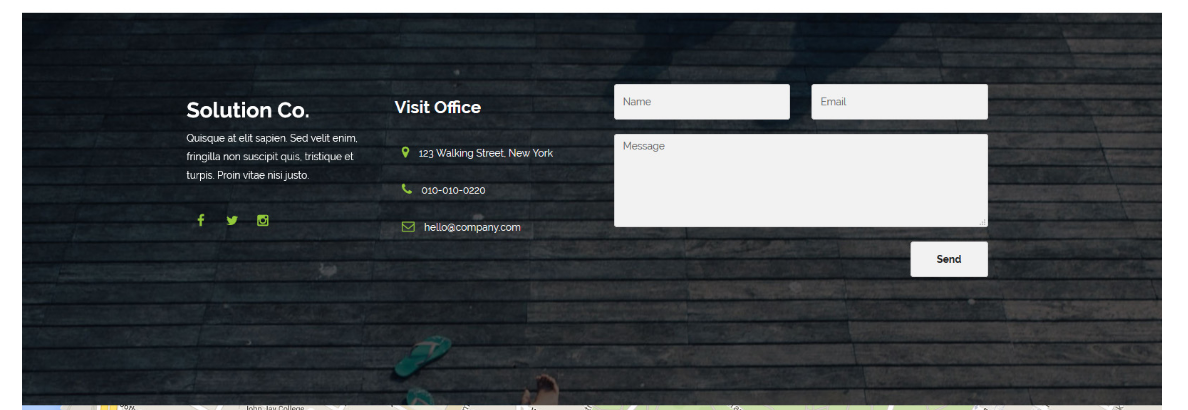 Solution Co.
Quisque at elit sapien. Sed velit enim,
fringilla non suscipit quis, tristique et
turpis. Proin vitae nisi justo.
Visit Office
123 Walking Street, New York
010-010-0220
hello@company.com
Name
Email
Message
Send
John Jay College